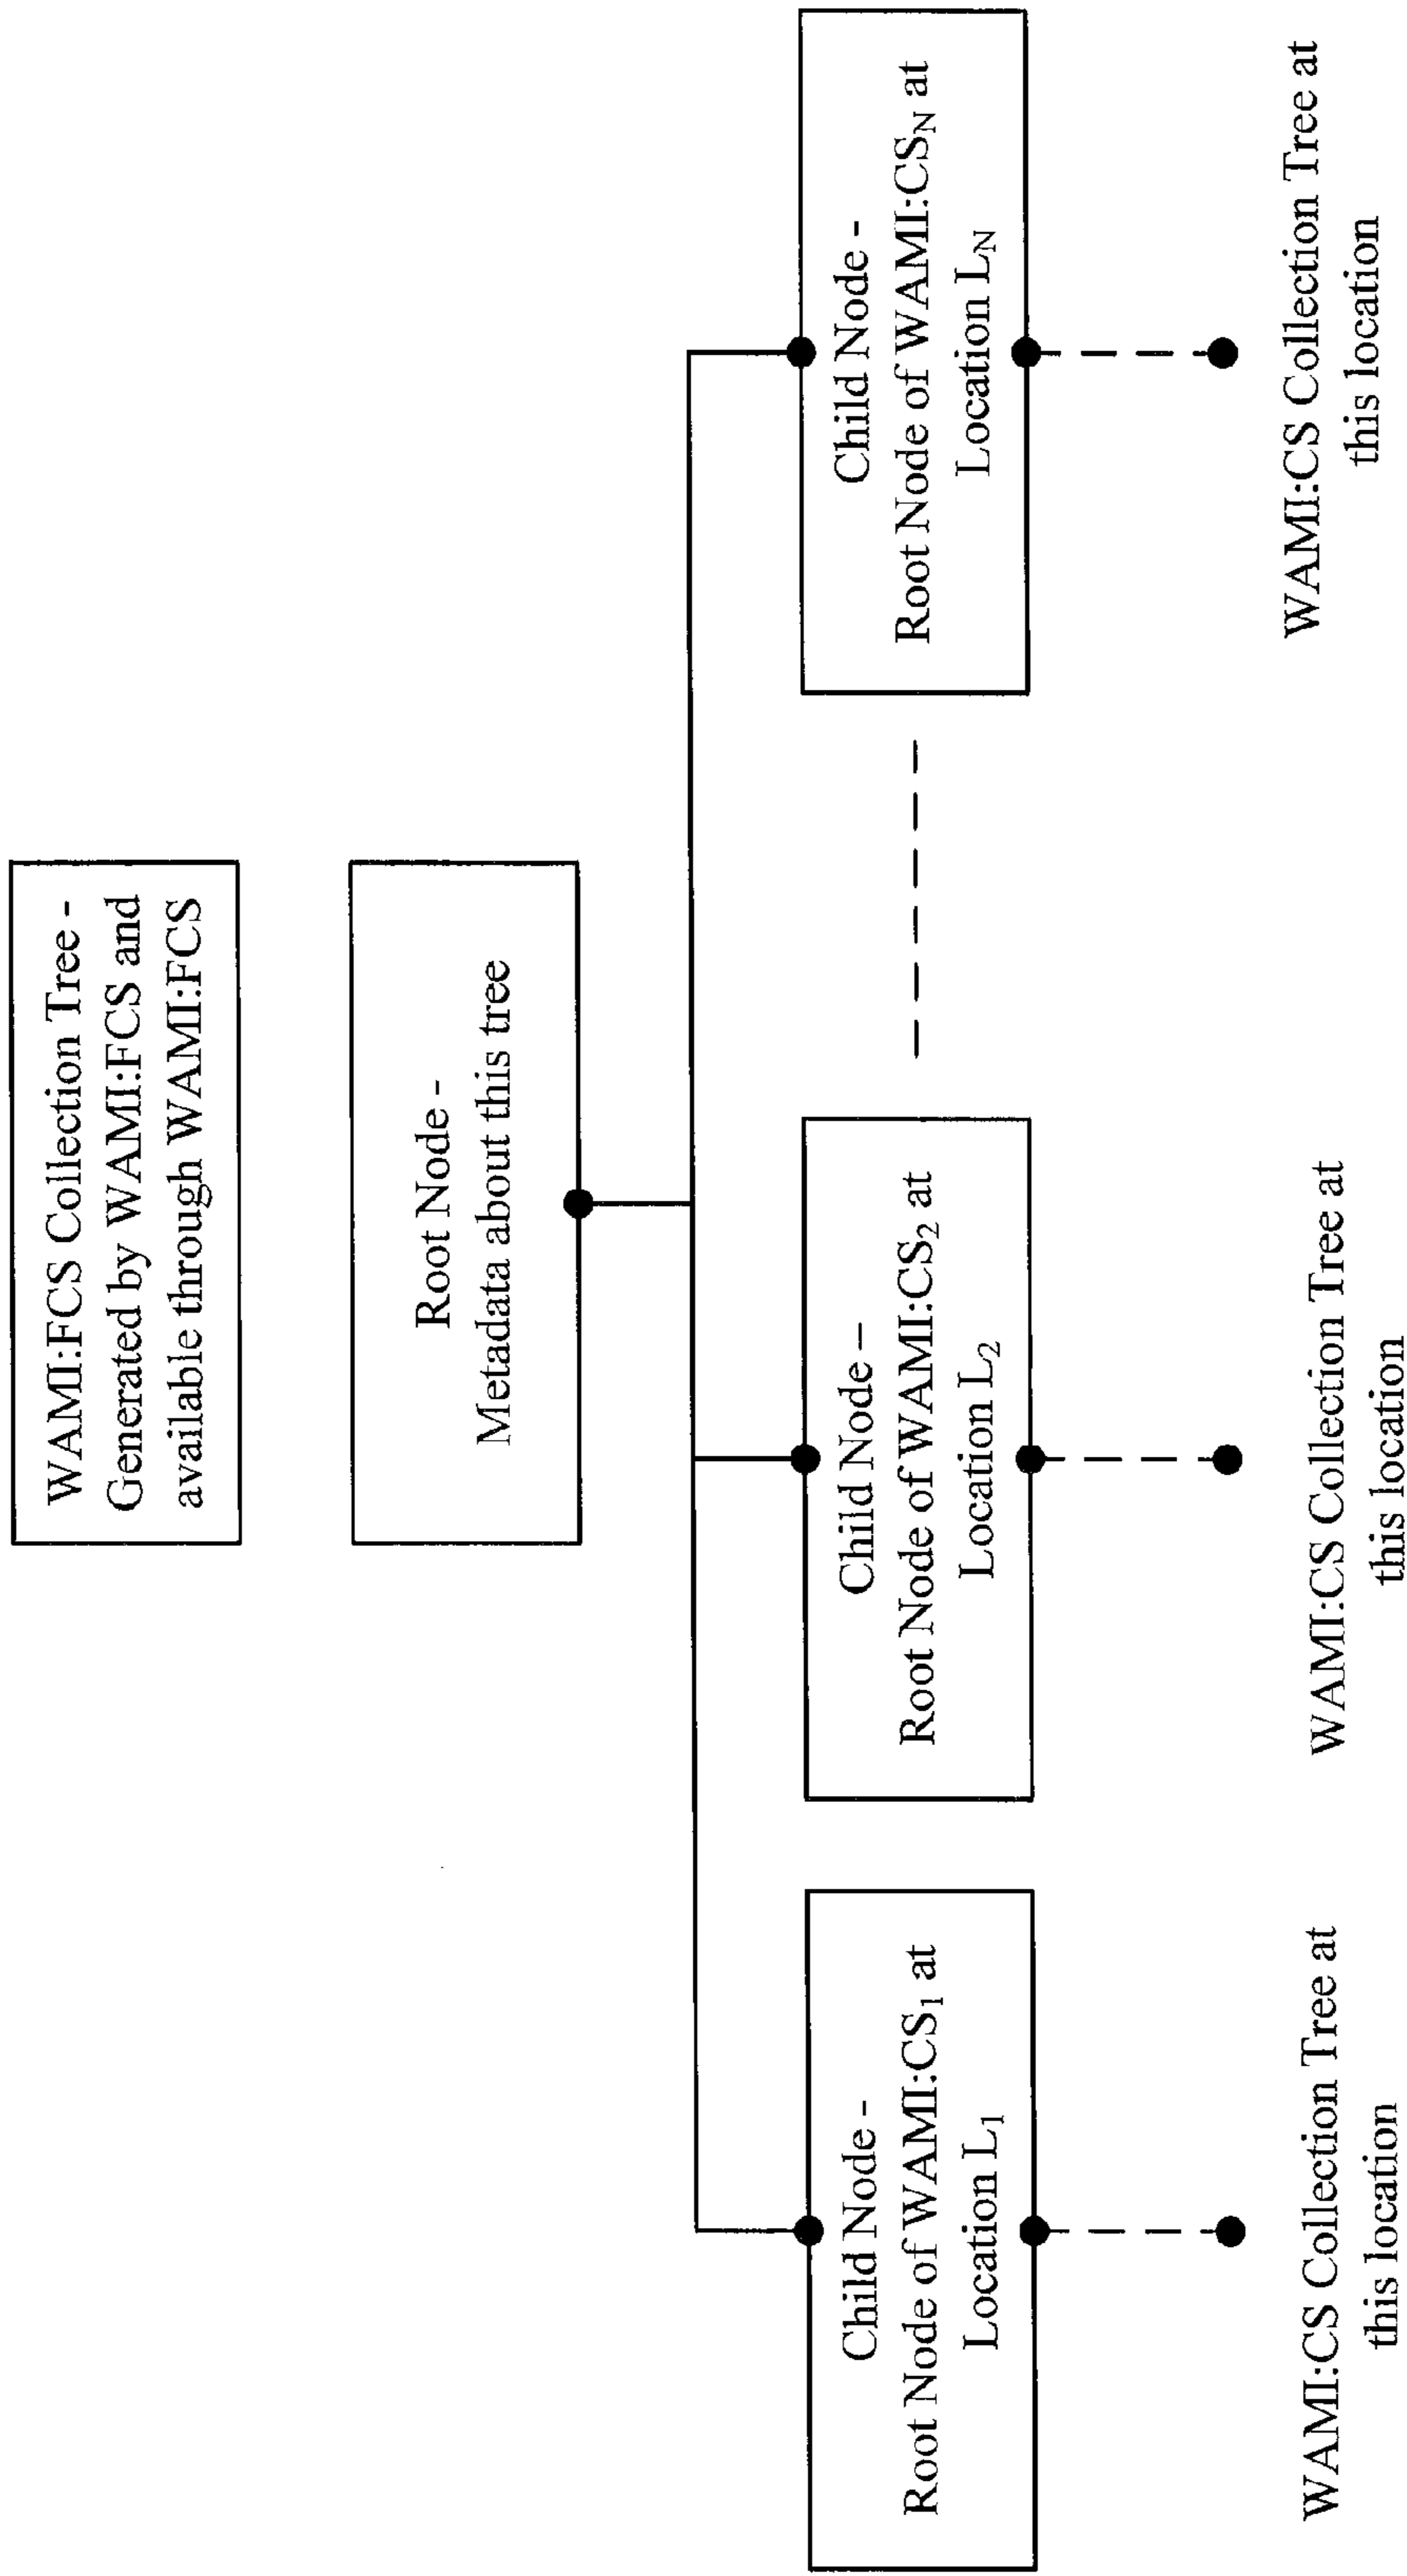 WAMI:FCS Collection Tree -
Generated by WAMI:FCS and
available through WAMI:FCS
Root Node -
Metadata about this tree
Child Node -
Root Node of WAMI:CS₁ at
Location L₁
Child Node –
Root Node of WAMI:CS₂ at
Location L₂
Child Node -
Root Node of WAMI:CS_N at
Location L_N
WAMI:CS Collection Tree at
this location
WAMI:CS Collection Tree at
this location
WAMI:CS Collection Tree at
this location